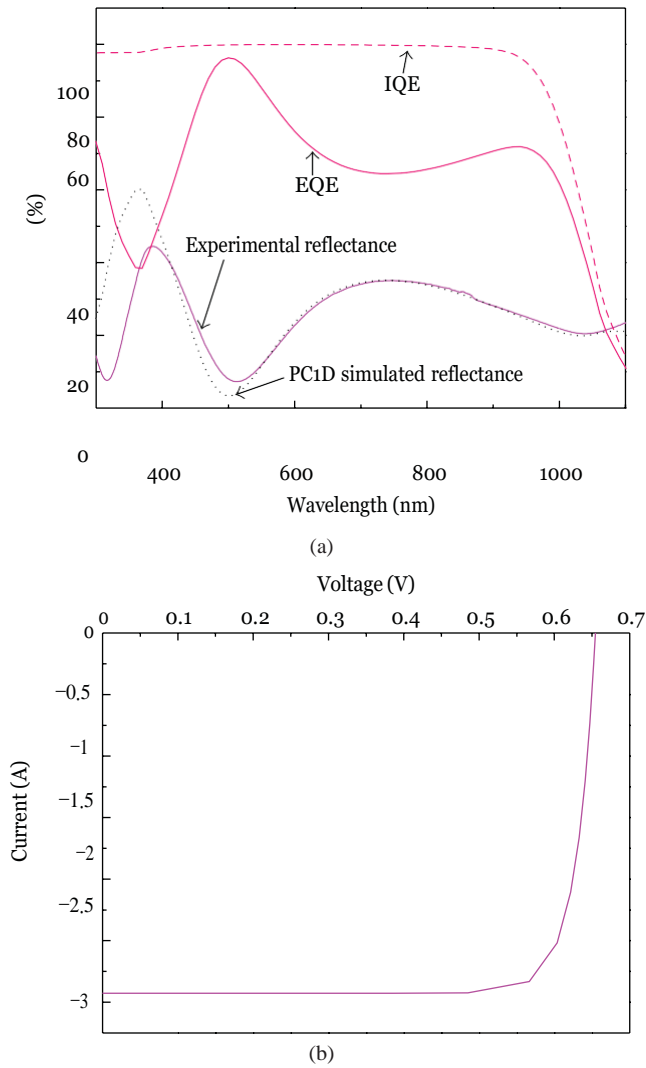 100
80
60
40
20
0
(%)
IQE
EQE
Experimental reflectance
PC1D simulated reflectance
400 600 800 1000
Wavelength (nm)
(a)
Voltage (V)
0 0.1 0.2 0.3 0.4 0.5 0.6 0.7
0
−0.5
−1
−1.5
−2
−2.5
−3
Current (A)
(b)